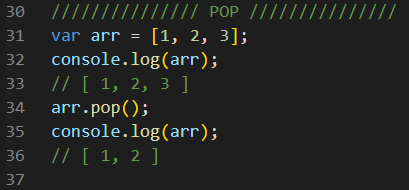 30 /////////////// POP ///////////////
31 var arr = [1, 2, 3];
32 console.log(arr);
33 // [ 1, 2, 3 ]
34 arr.pop();
35 console.log(arr);
36 // [ 1, 2 ]
37